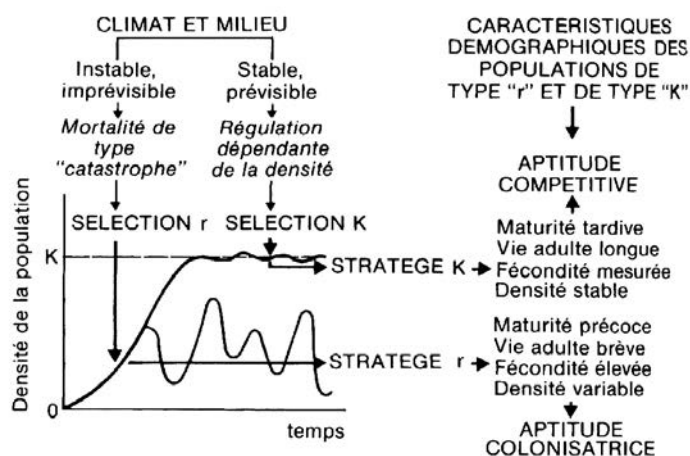 CLIMAT ET MILIEU
Instable,
imprévisible
Stable,
prévisible
Mortalité de
type
"catastrophe"
Régulation
dépendante
de la densité
SELECTION r
SELECTION K
Densité de la population
K
0
temps
STRATEGE K
STRATEGE r
CARACTERISTIQUES
DEMOGRAPHIQUES DES
POPULATIONS DE
TYPE "r" ET DE TYPE "K"
APTITUDE
COMPETITIVE
Maturité tardive
Vie adulte longue
Fécondité mesurée
Densité stable
Maturité précoce
Vie adulte brève
Fécondité élevée
Densité variable
APTITUDE
COLONISATRICE